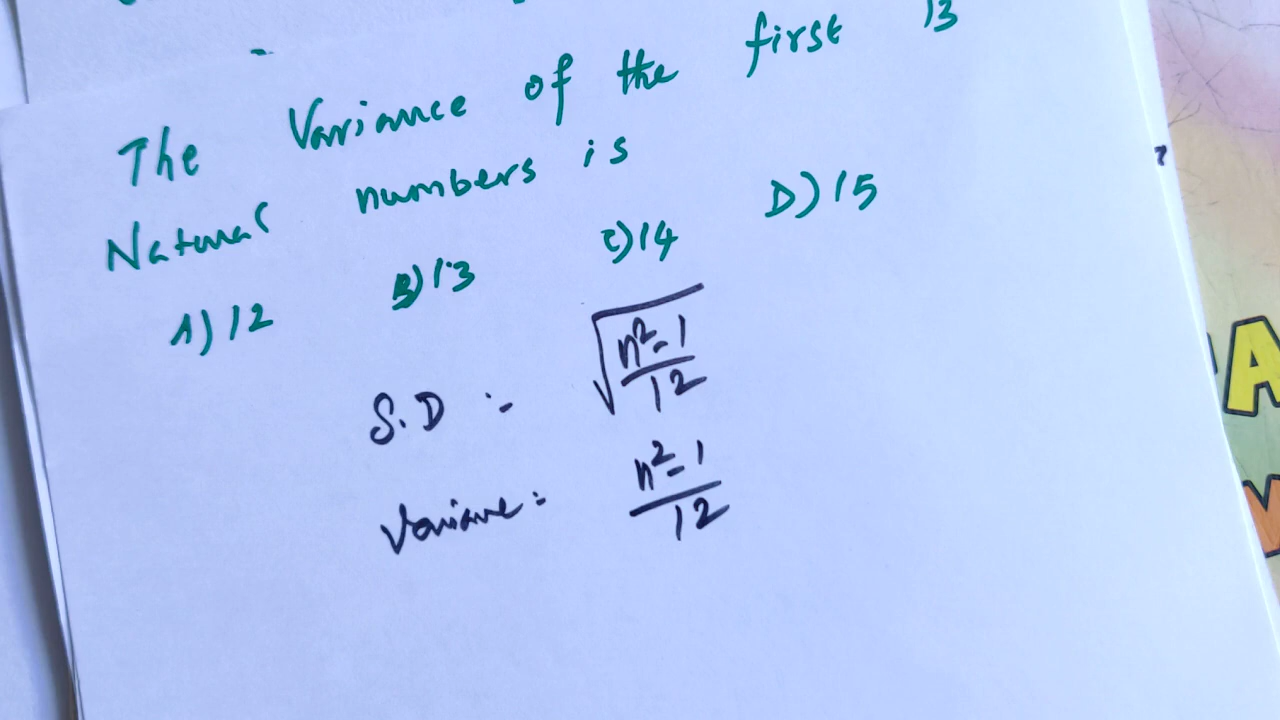 The Variance of the first 13
Natural numbers is
A) 12 B) 13 C) 14 D) 15
S.D :- √((n²-1)/12)
Variance: (n²-1)/12
A